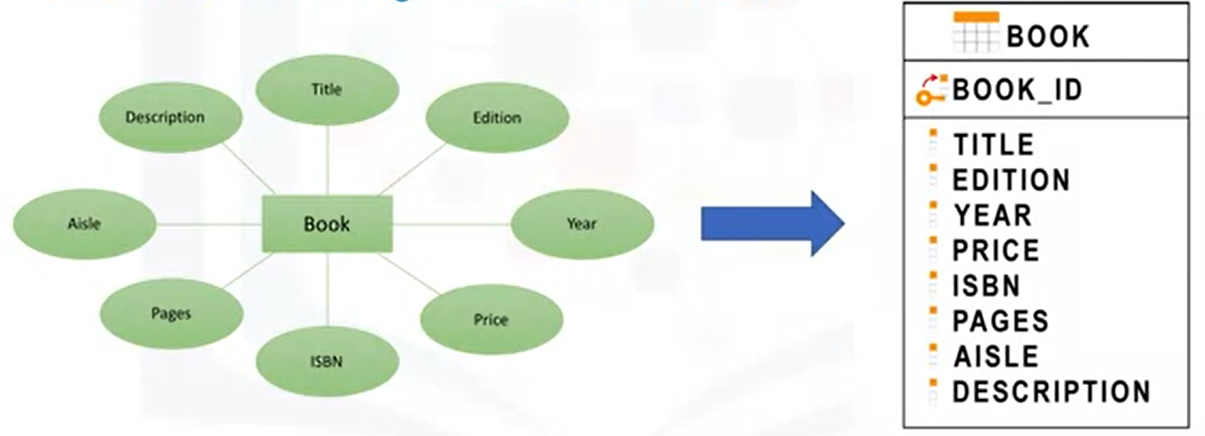 Title
Description
Edition
Aisle
Book
Year
Pages
Price
ISBN
BOOK
BOOK_ID
TITLE
EDITION
YEAR
PRICE
ISBN
PAGES
AISLE
DESCRIPTION